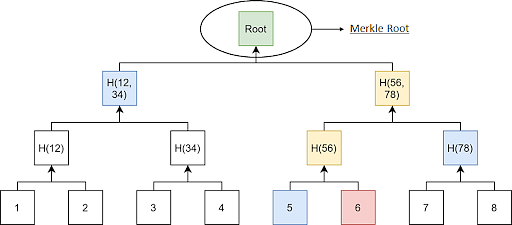 Root
Merkle Root
H(12,
34)
H(56,
78)
H(12)
H(34)
H(56)
H(78)
1
2
3
4
5
6
7
8